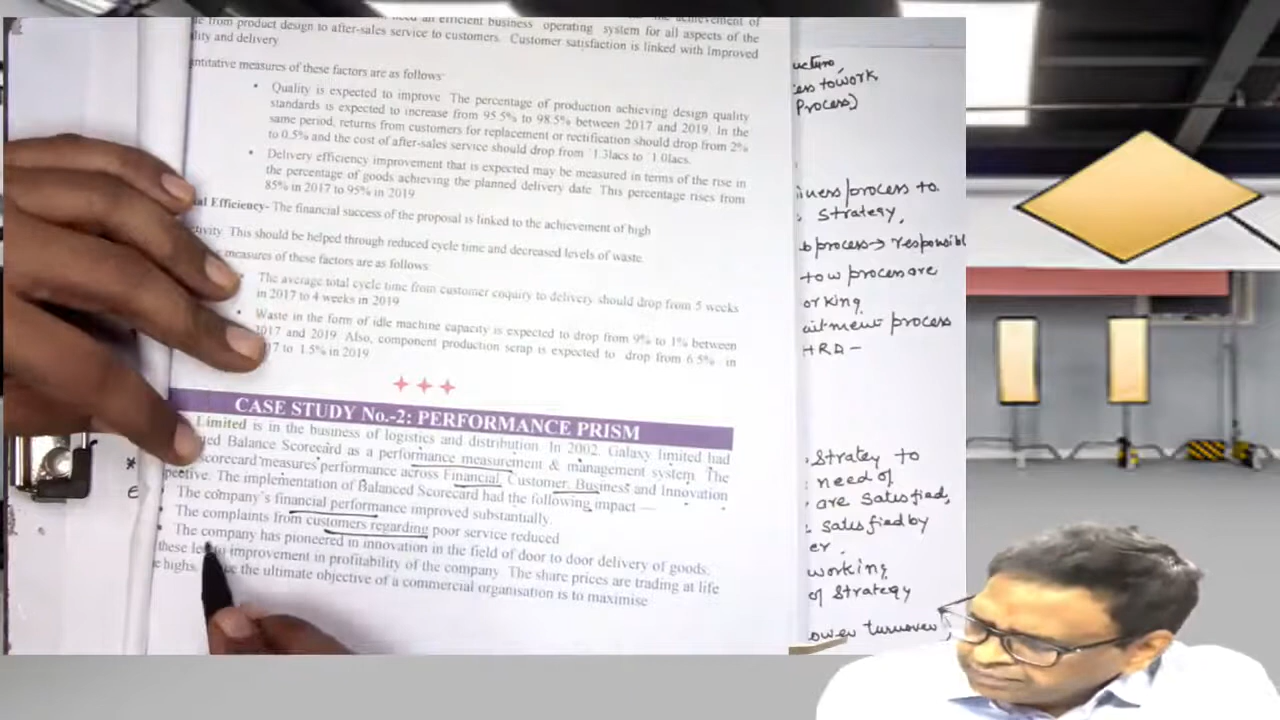 need an efficient business operating system for all aspects of the
from product design to after-sales service to customers. Customer satisfaction is linked with Improved
lity and delivery
ntitative measures of these factors are as follows:
• Quality is expected to improve. The percentage of production achieving design quality
standards is expected to increase from 95.5% to 98.5% between 2017 and 2019. In the
same period, returns from customers for replacement or rectification should drop from 2%
to 0.5% and the cost of after-sales service should drop from `1.3lacs to `1.0lacs.
• Delivery efficiency improvement that is expected may be measured in terms of the rise in
the percentage of goods achieving the planned delivery date. This percentage rises from
85% in 2017 to 95% in 2019
al Efficiency- The financial success of the proposal is linked to the achievement of high
ctivity. This should be helped through reduced cycle time and decreased levels of waste.
measures of these factors are as follows
The average total cycle time from customer enquiry to delivery should drop from 5 weeks
in 2017 to 4 weeks in 2019
• Waste in the form of idle machine capacity is expected to drop from 9% to 1% between
2017 and 2019. Also, component production scrap is expected to drop from 6.5% in
17 to 1.5% in 2019
CASE STUDY No.-2: PERFORMANCE PRISM
Limited is in the business of logistics and distribution. In 2002. Galaxy limited had
ed Balance Scorecard as a performance measurement & management system. The
scorecard measures performance across Financial, Customer, Business and Innovation
pective. The implementation of Balanced Scorecard had the following impact —
The company's financial performance improved substantially.
• The complaints from customers regarding poor service reduced
• The company has pioneered in innovation in the field of door to door delivery of goods.
these led to improvement in profitability of the company. The share prices are trading at life
e highs. the ultimate objective of a commercial organisation is to maximise
ucture,
ess to work
Process)
iness/process to
strategy,
b process → responsibl
tow process are
orking
uitment process
HRD -
Stratey to
need of
are satisfied,
satisfied by
er.
working
of strategy
ower turnover,
*
e